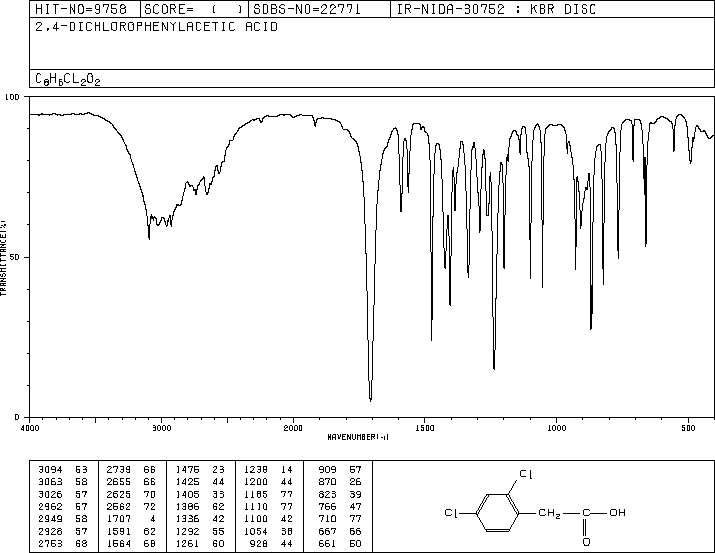 HIT-NO=9758 SCORE= ( ) SDBS-NO=22771 IR-NIDA-30752 : KBR DISC
2,4-DICHLOROPHENYLACETIC ACID
C8H6CL2O2
100
50
0
TRANSMITTANCE(%)
4000 3000 2000 1500 1000 500
WAVENUMBER(-1)
3094 53 2739 66 1475 23 1238 14 909 57
3063 58 2655 66 1425 44 1200 44 870 26
3026 57 2625 70 1405 33 1185 77 823 39
2962 57 2562 72 1386 62 1110 77 766 47
2949 58 1707 4 1336 42 1100 42 710 77
2928 57 1591 62 1292 55 1054 38 667 66
2753 68 1564 68 1261 60 928 44 661 50
Cl
Cl
CH2
C
OH
O